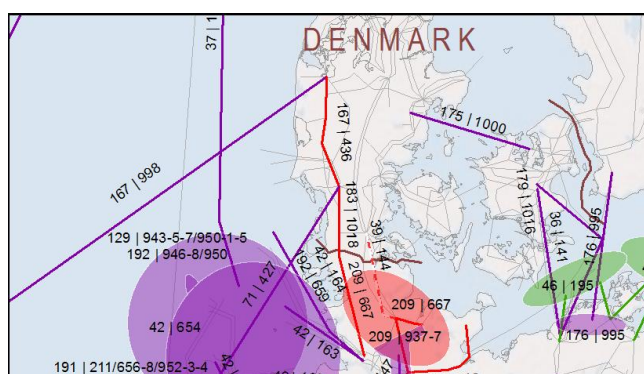 DENMARK
37 | 1
167 | 436
175 | 1000
167 | 998
183 | 1018
179 | 1016
36 | 141
176 | 995
39 | 144
129 | 943-5-7/950-1-5
192 | 946-8/950
71 | 427
192 | 659
42 | 164
209 | 667
46 | 195
209 | 667
42 | 654
42 | 163
209 | 937-7
176 | 995
191 | 211/656-8/952-3-4